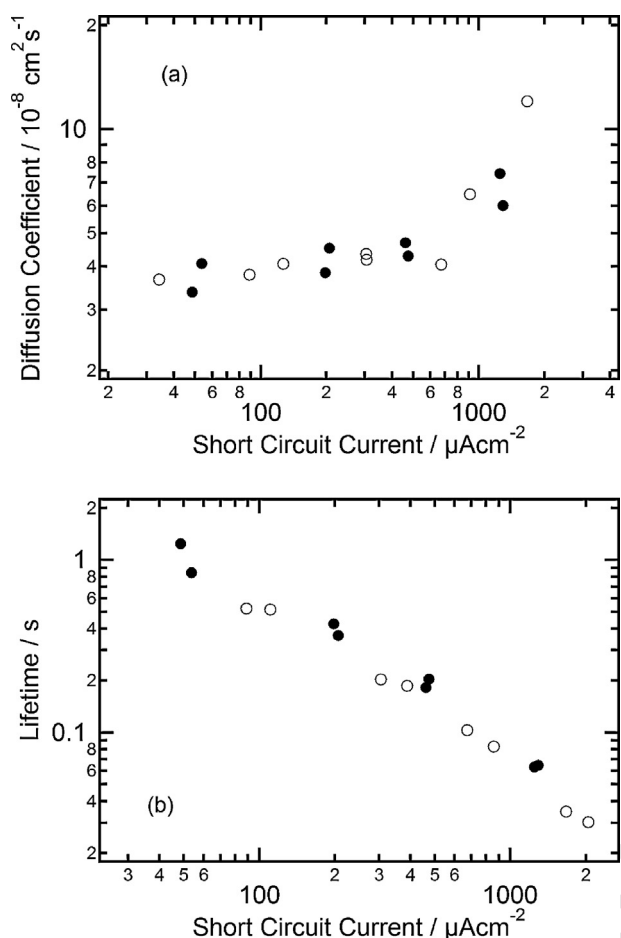 (a)
Diffusion Coefficient / 10⁻⁸ cm²s⁻¹
10
9
8
7
6
5
4
3
2
2 4 6 8 100 2 4 6 8 1000 2 4
Short Circuit Current / µAcm⁻²
(b)
Lifetime / s
2
1
8
6
4
2
0.1
8
6
4
2
3 4 5 6 100 2 3 4 5 6 1000 2
Short Circuit Current / µAcm⁻²